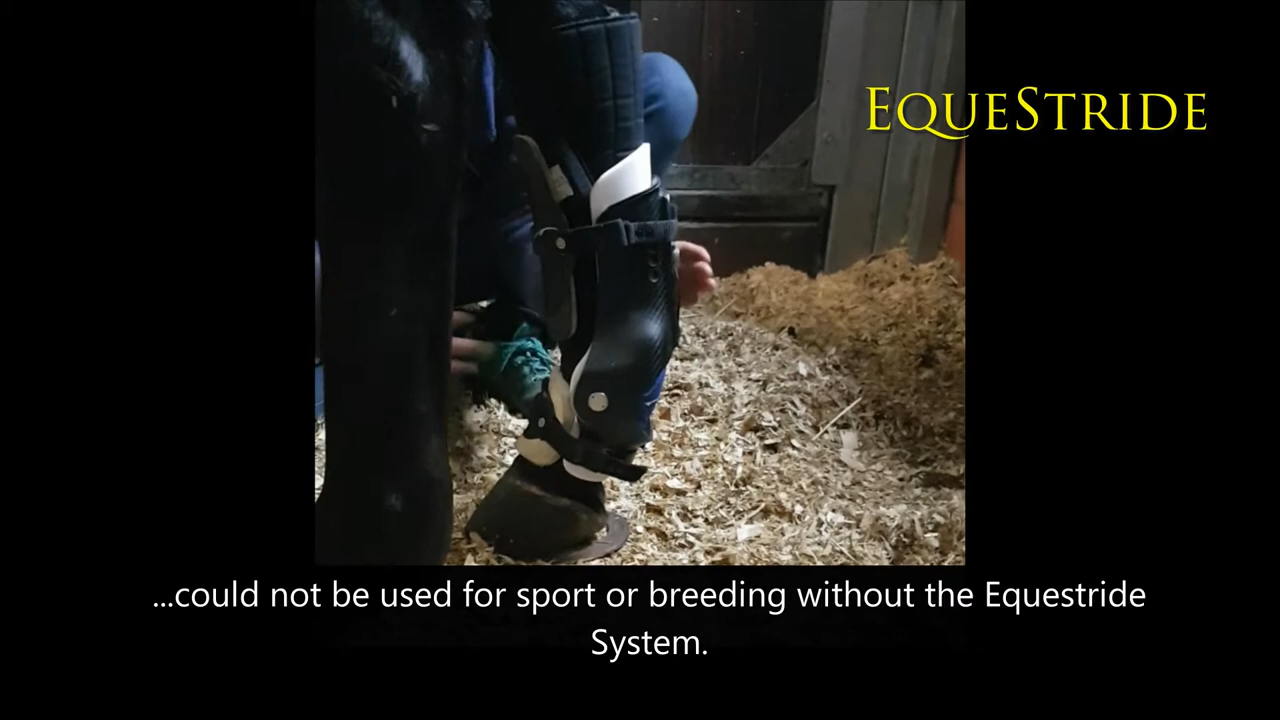 EQUESTRIDE
...could not be used for sport or breeding without the Equestride
System.